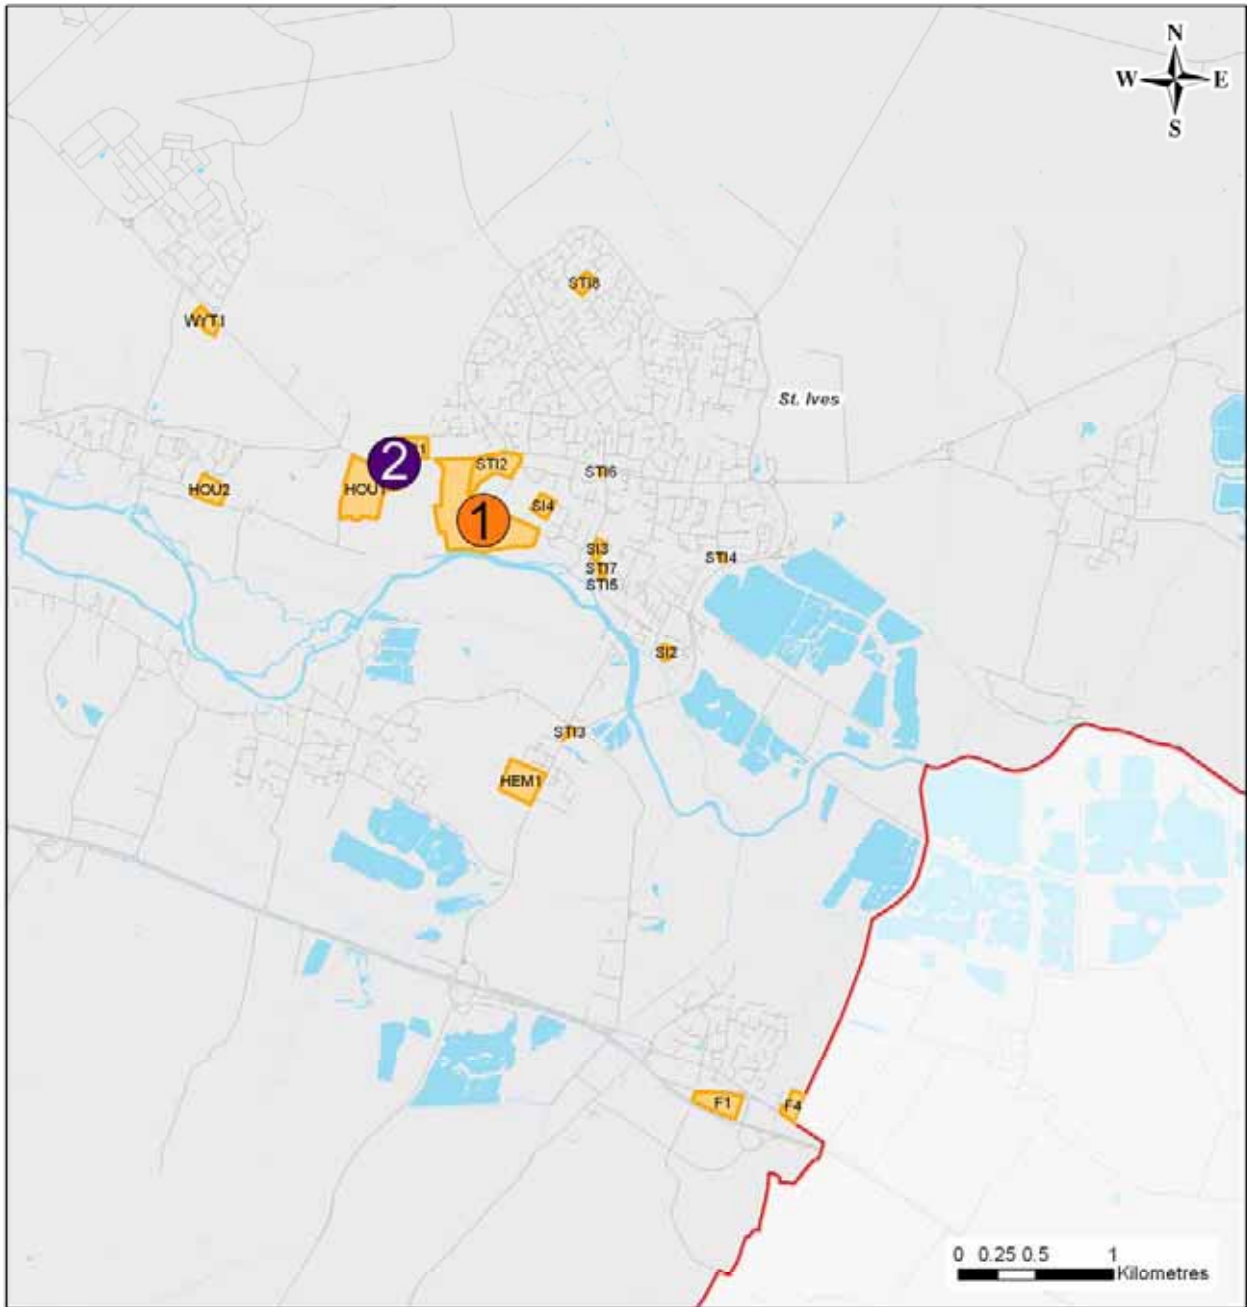 N
W E
S
STI8
WYT1
St. Ives
2
STI2
STI6
HOU2
HOU1
SI4
1
SI3
STI4
STI7
STI5
SI2
STI3
HEM1
F1
F4
0 0.25 0.5 1
Kilometres